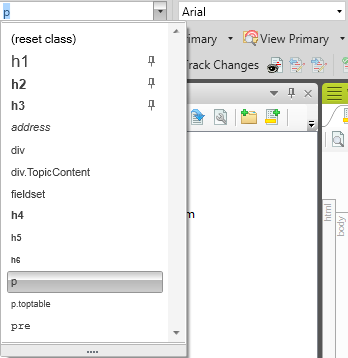 p
Arial
(reset class)
h1
rimary
View Primary
h2
Track Changes
h3
address
div
div.TopicContent
fieldset
h4
m
html
h5
body
h6
p
p.toptable
pre